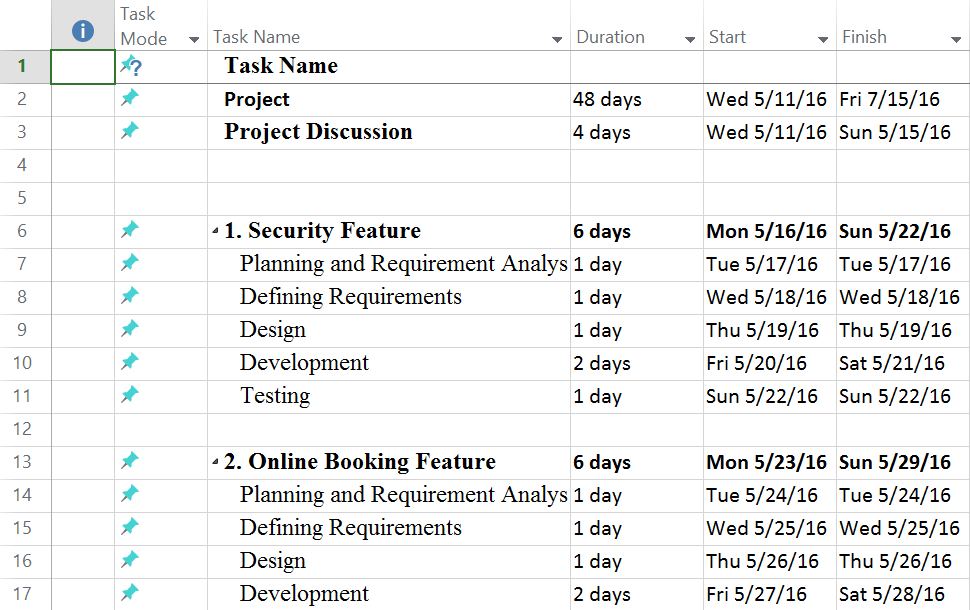 i Task Mode Task Name Duration Start Finish
1 ? Task Name
2 Project 48 days Wed 5/11/16 Fri 7/15/16
3 Project Discussion 4 days Wed 5/11/16 Sun 5/15/16
4
5
6 1. Security Feature 6 days Mon 5/16/16 Sun 5/22/16
7 Planning and Requirement Analys 1 day Tue 5/17/16 Tue 5/17/16
8 Defining Requirements 1 day Wed 5/18/16 Wed 5/18/16
9 Design 1 day Thu 5/19/16 Thu 5/19/16
10 Development 2 days Fri 5/20/16 Sat 5/21/16
11 Testing 1 day Sun 5/22/16 Sun 5/22/16
12
13 2. Online Booking Feature 6 days Mon 5/23/16 Sun 5/29/16
14 Planning and Requirement Analys 1 day Tue 5/24/16 Tue 5/24/16
15 Defining Requirements 1 day Wed 5/25/16 Wed 5/25/16
16 Design 1 day Thu 5/26/16 Thu 5/26/16
17 Development 2 days Fri 5/27/16 Sat 5/28/16